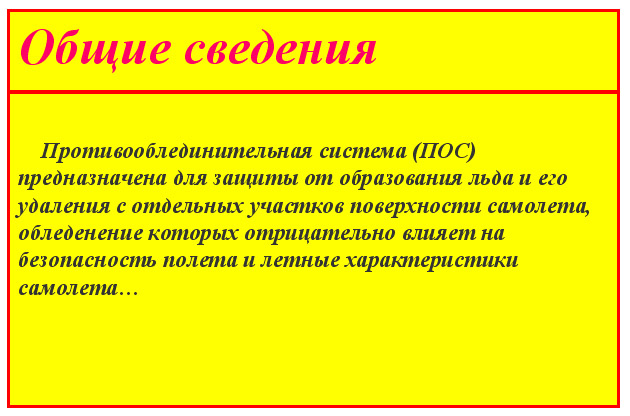 Общие сведения
Противооблединительная система (ПОС)
предназначена для защиты от образования льда и его
удаления с отдельных участков поверхности самолета,
обледенение которых отрицательно влияет на
безопасность полета и летные характеристики
самолета…